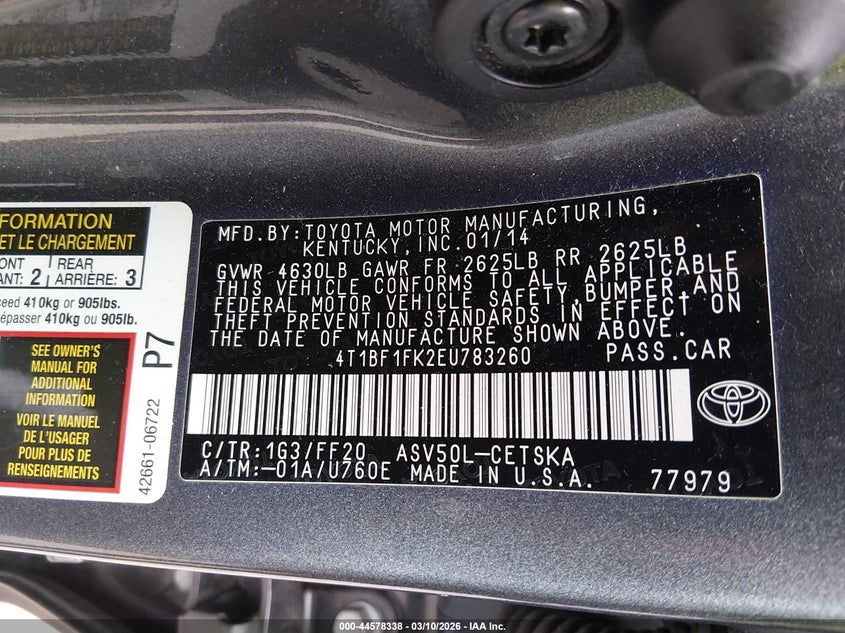 FORMATION
ET LE CHARGEMENT
ONT
ANT: 2
REAR
ARRIÈRE: 3
ceed 410kg or 905lbs.
épasser 410kg ou 905lb.
SEE OWNER'S
MANUAL FOR
ADDITIONAL
INFORMATION
VOIR LE MANUEL
DE L'USAGER
POUR PLUS DE
RENSEIGNEMENTS
P7
42661-06722
MFD.BY:TOYOTA MOTOR MANUFACTURING,
KENTUCKY, INC.01/14
GVWR 4630LB GAWR FR 2625LB RR 2625LB
THIS VEHICLE CONFORMS TO ALL APPLICABLE
FEDERAL MOTOR VEHICLE SAFETY,BUMPER,AND
THEFT PREVENTION STANDARDS IN EFFECT ON
THE DATE OF MANUFACTURE SHOWN ABOVE.
4T1BF1FK2EU783260 PASS.CAR
C/TR:1G3/FF20 ASV50L-CETSKA
A/TM:-01A/U760E MADE IN U.S.A. 77979
000-44578338 - 03/10/2026 - IAA Inc.